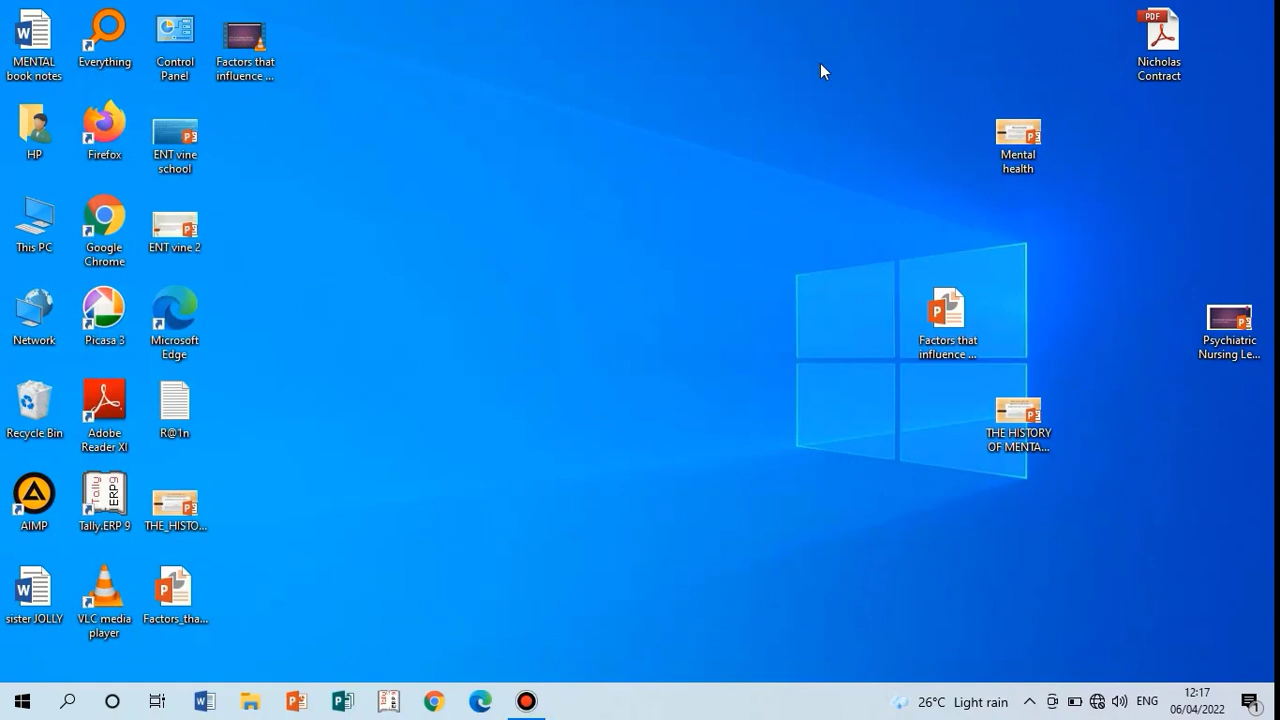 MENTAL
book notes
Everything
Control
Panel
Factors that
influence ...
PDF
Nicholas
Contract
HP
Firefox
ENT vine
school
Mental
health
This PC
Google
Chrome
ENT vine 2
Network
Picasa 3
Microsoft
Edge
Factors that
influence ...
Psychiatric
Nursing Le...
Recycle Bin
Adobe
Reader XI
R@1n
THE HISTORY
OF MENTA...
AIMP
Tally
ERP9
Tally.ERP 9
THE_HISTO...
sister JOLLY
VLC media
player
Factors_tha...
26°C Light rain
ENG
12:17
06/04/2022
1